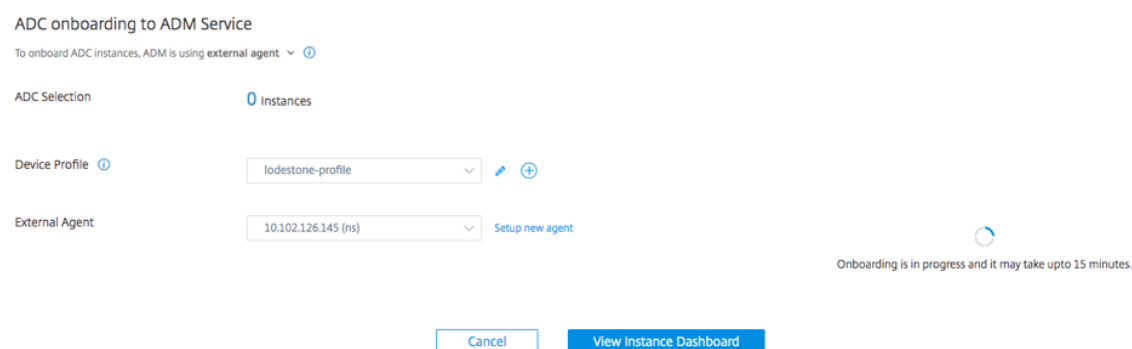 ADC onboarding to ADM Service
To onboard ADC instances, ADM is using external agent
ADC Selection
0 Instances
Device Profile
lodestone-profile
External Agent
10.102.126.145 (ns)
Setup new agent
Onboarding is in progress and it may take upto 15 minutes.
Cancel
View Instance Dashboard